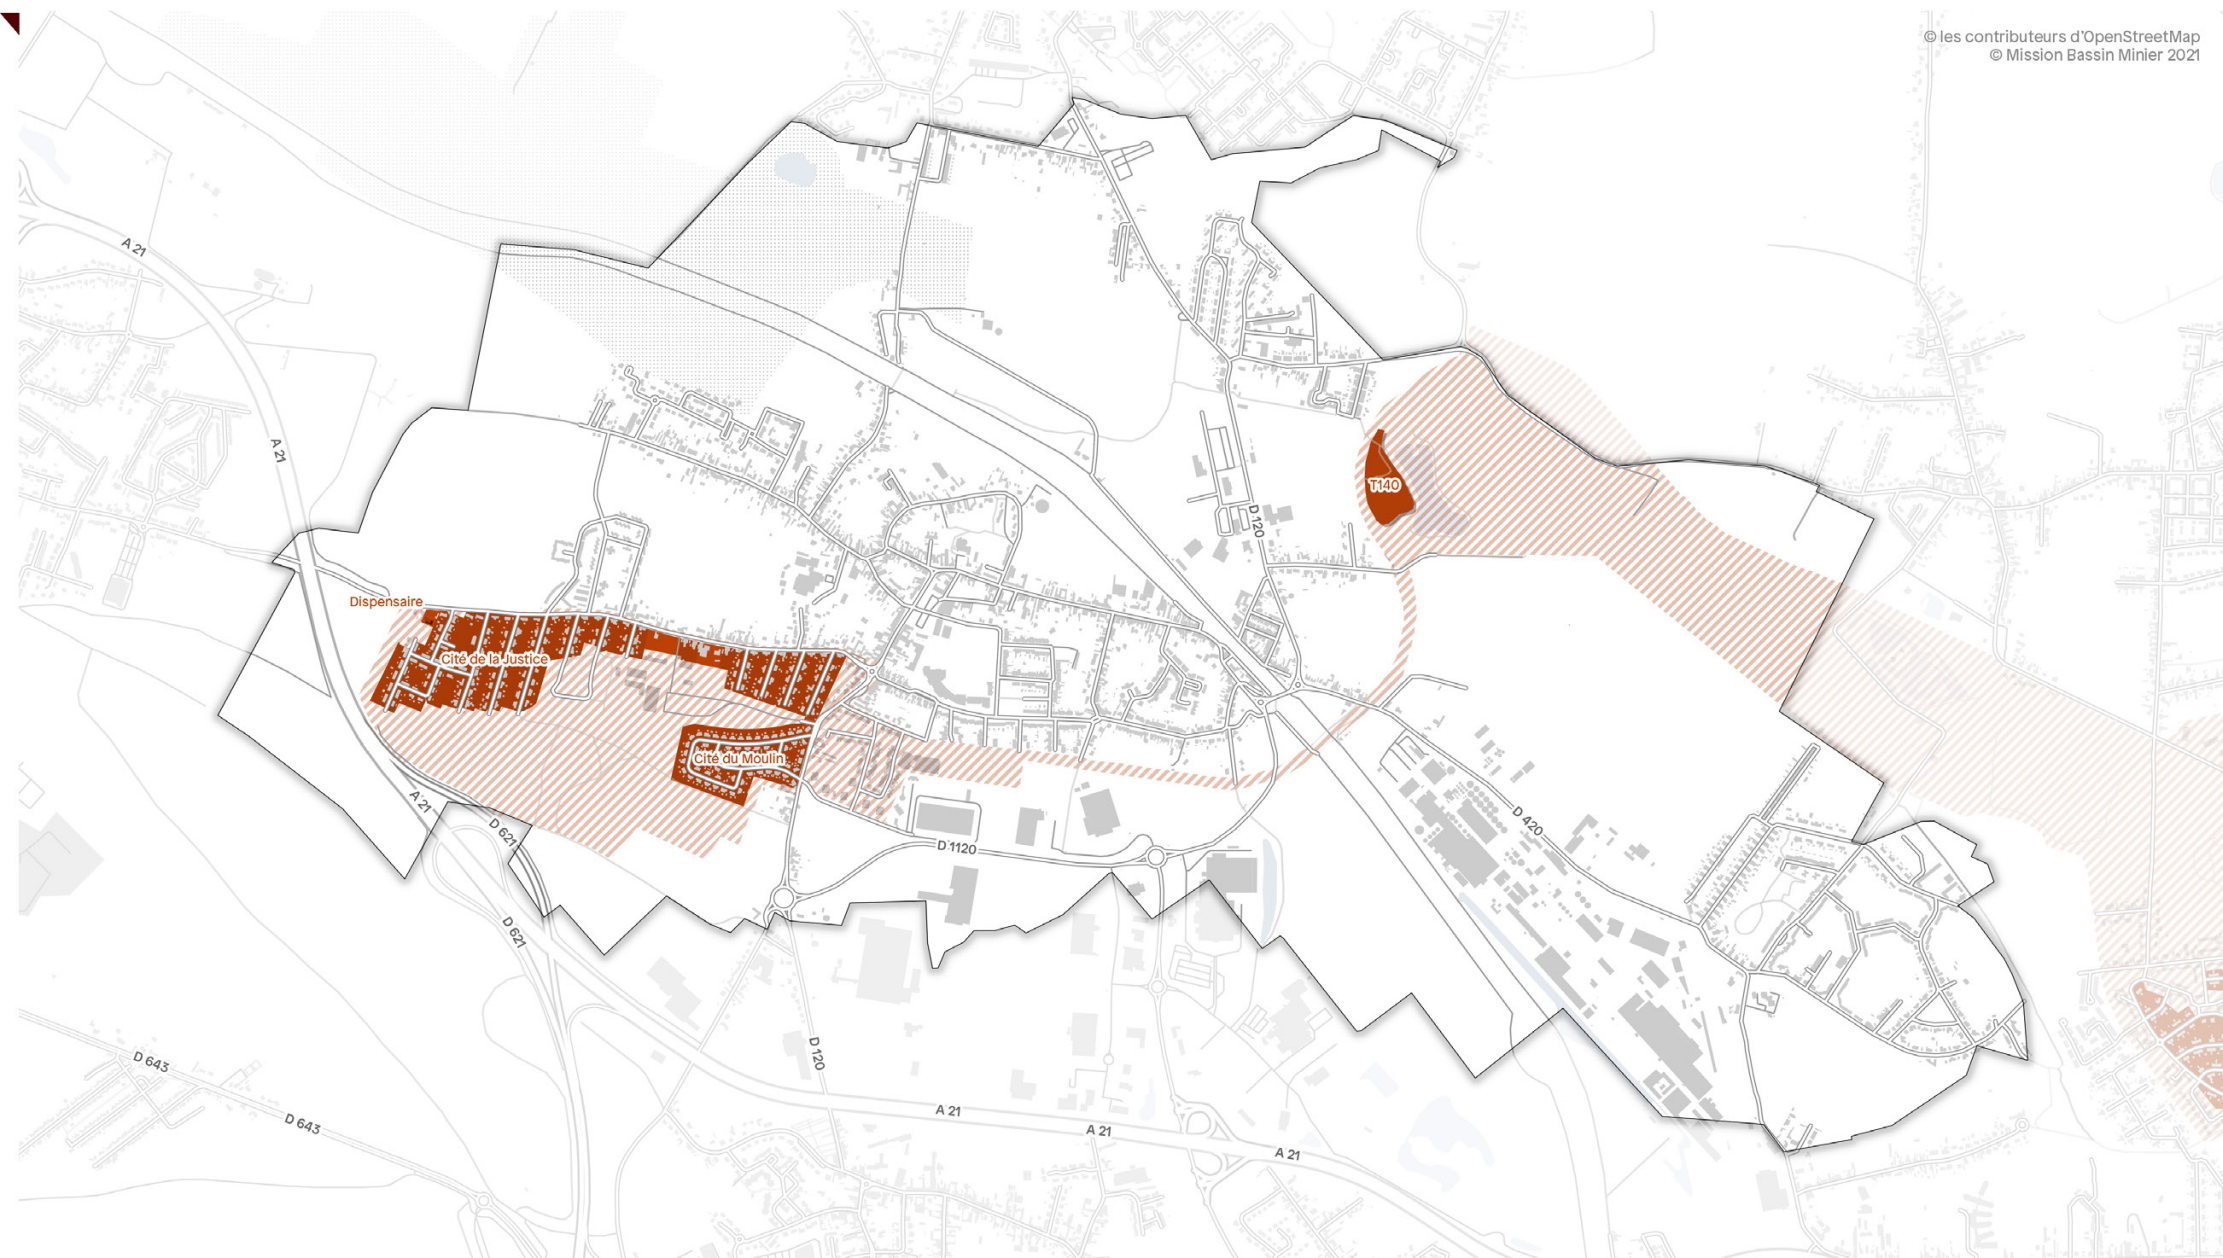 © les contributeurs d'OpenStreetMap
© Mission Bassin Minier 2021
A 21
A 21
T140
D 120
Dispensaire
Cité de la Justice
Cité du Moulin
A 21
D 621
D 1120
D 420
D 621
D 643
D 120
D 643
A 21
A 21
A 21